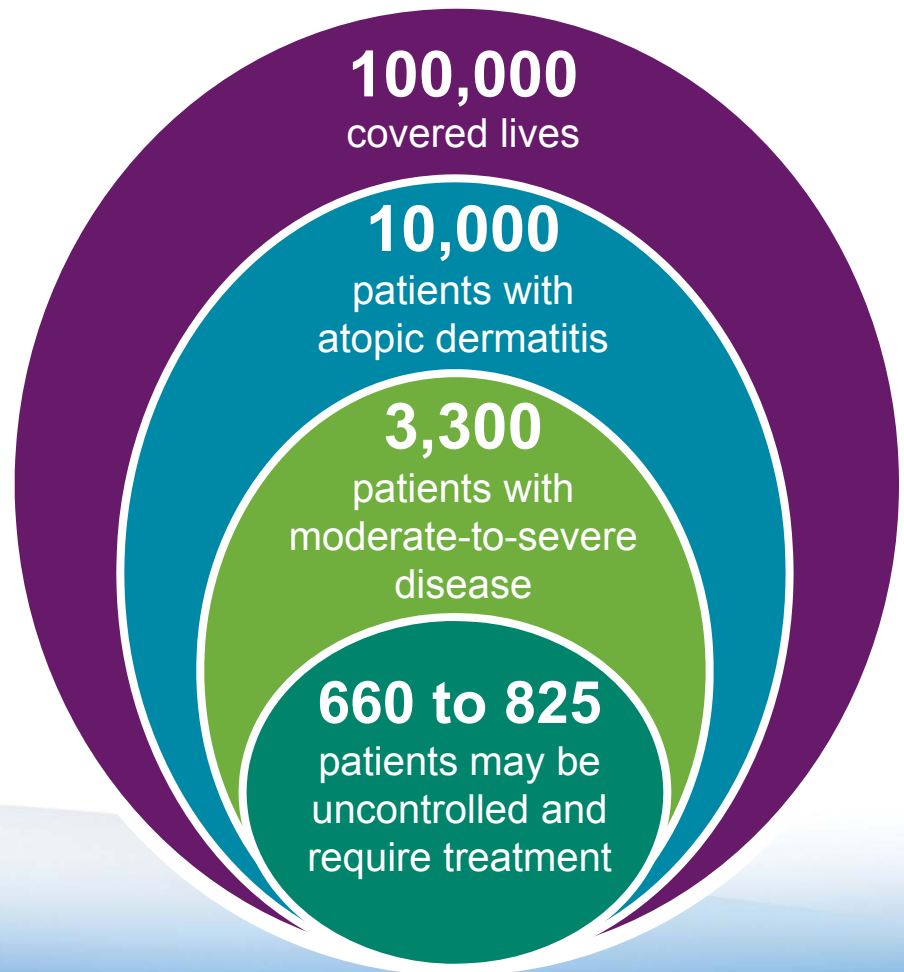 100,000
covered lives
10,000
patients with
atopic dermatitis
3,300
patients with
moderate-to-severe
disease
660 to 825
patients may be
uncontrolled and
require treatment